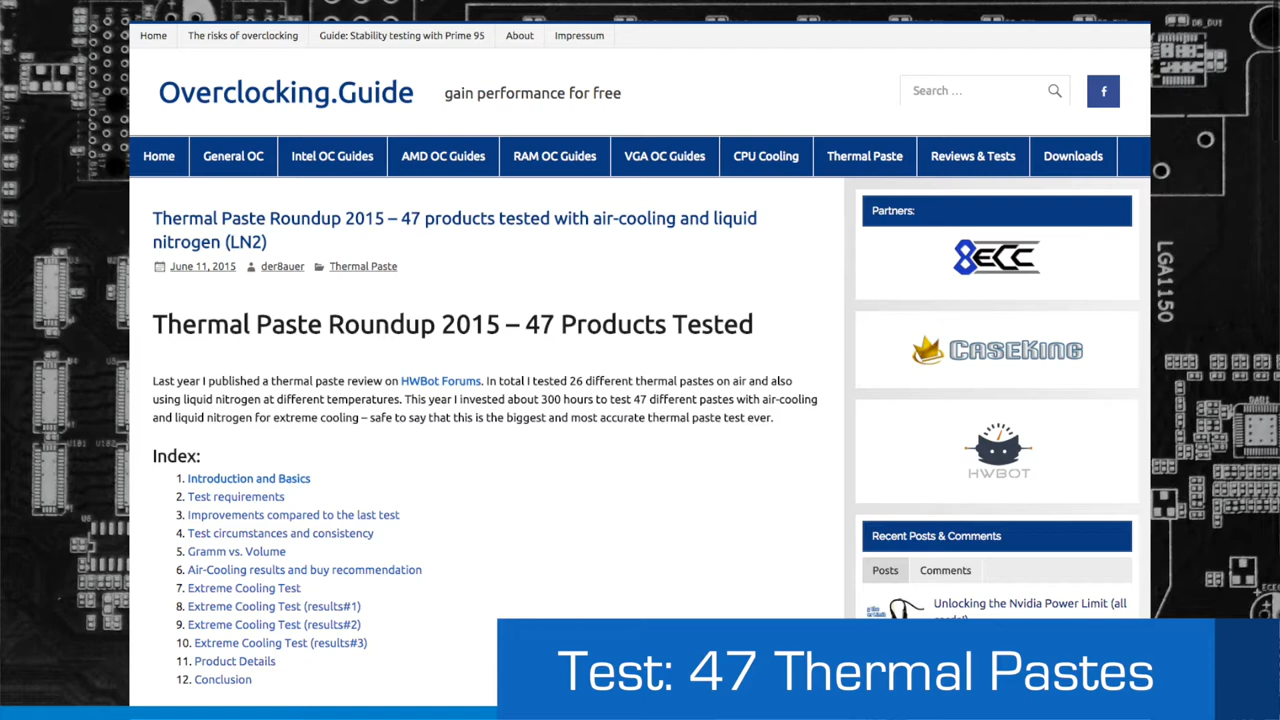 Home
The risks of overclocking
Guide: Stability testing with Prime 95
About
Impressum
Overclocking.Guide
gain performance for free
Search …
f
Home
General OC
Intel OC Guides
AMD OC Guides
RAM OC Guides
VGA OC Guides
CPU Cooling
Thermal Paste
Reviews & Tests
Downloads
Thermal Paste Roundup 2015 – 47 products tested with air-cooling and liquid
nitrogen (LN2)
June 11, 2015
der8auer
Thermal Paste
Thermal Paste Roundup 2015 – 47 Products Tested
Last year I published a thermal paste review on HWBot Forums. In total I tested 26 different thermal pastes on air and also
using liquid nitrogen at different temperatures. This year I invested about 300 hours to test 47 different pastes with air-cooling
and liquid nitrogen for extreme cooling – safe to say that this is the biggest and most accurate thermal paste test ever.
Index:
1. Introduction and Basics
2. Test requirements
3. Improvements compared to the last test
4. Test circumstances and consistency
5. Gramm vs. Volume
6. Air-Cooling results and buy recommendation
7. Extreme Cooling Test
8. Extreme Cooling Test (results#1)
9. Extreme Cooling Test (results#2)
10. Extreme Cooling Test (results#3)
11. Product Details
12. Conclusion
Partners:
8ECC
CASEKING
HWBOT
Recent Posts & Comments
Posts
Comments
Unlocking the Nvidia Power Limit (all
LGA1150
Test: 47 Thermal Pastes